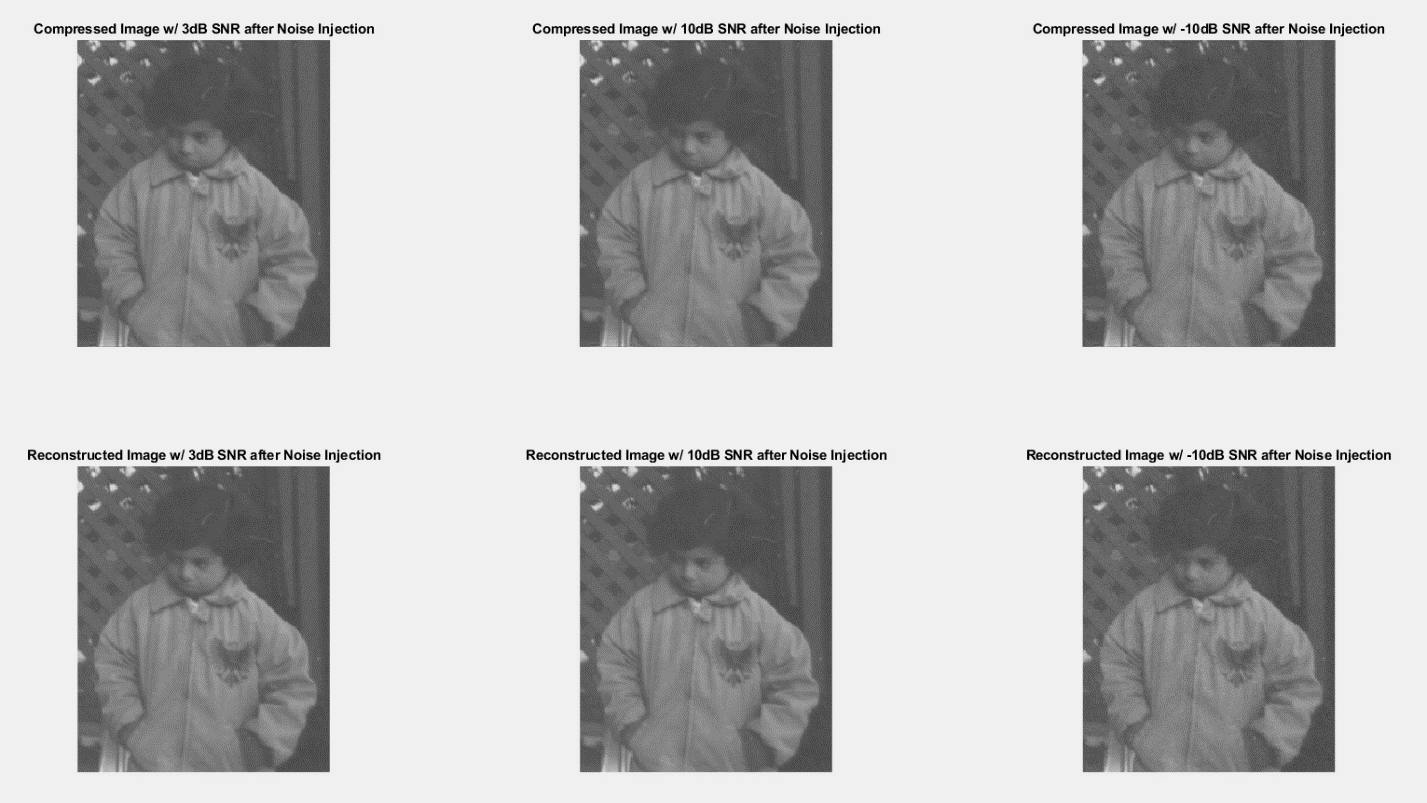 Compressed Image w/ 3dB SNR after Noise Injection
Compressed Image w/ 10dB SNR after Noise Injection
Compressed Image w/ -10dB SNR after Noise Injection
Reconstructed Image w/ 3dB SNR after Noise Injection
Reconstructed Image w/ 10dB SNR after Noise Injection
Reconstructed Image w/ -10dB SNR after Noise Injection